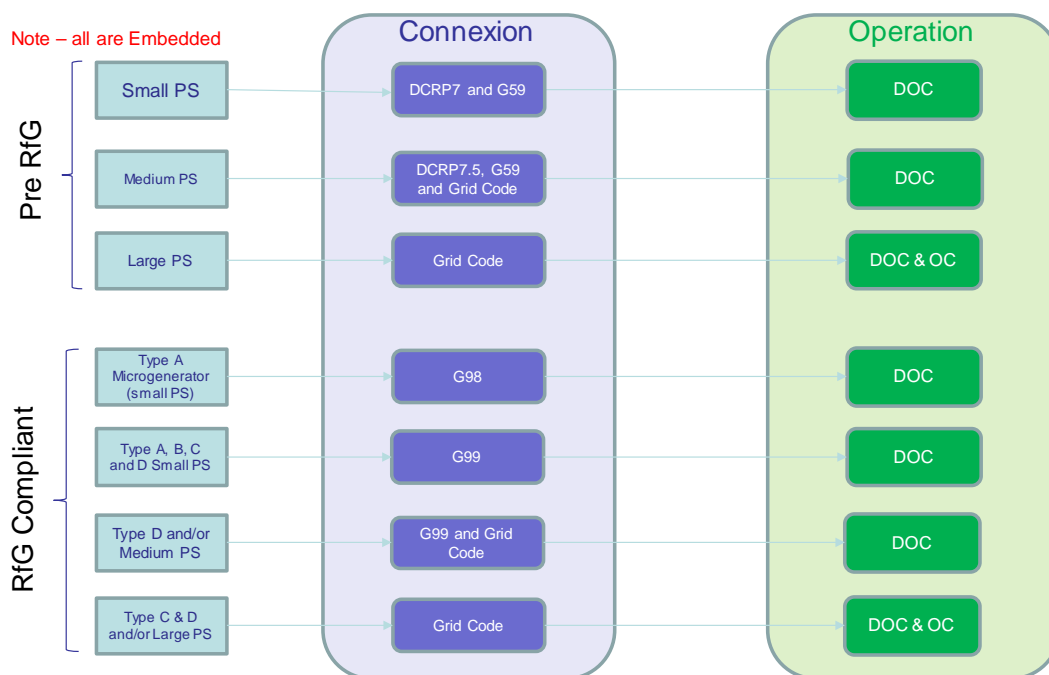 Connexion
Operation
Note – all are Embedded
Pre RfG
Small PS
DCRP7 and G59
DOC
Medium PS
DCRP7.5, G59
and Grid Code
DOC
Large PS
Grid Code
DOC & OC
RfG Compliant
Type A
Microgenerator
(small PS)
G98
DOC
Type A, B, C
and D Small PS
G99
DOC
Type D and/or
Medium PS
G99 and Grid
Code
DOC
Type C & D
and/or Large PS
Grid Code
DOC & OC